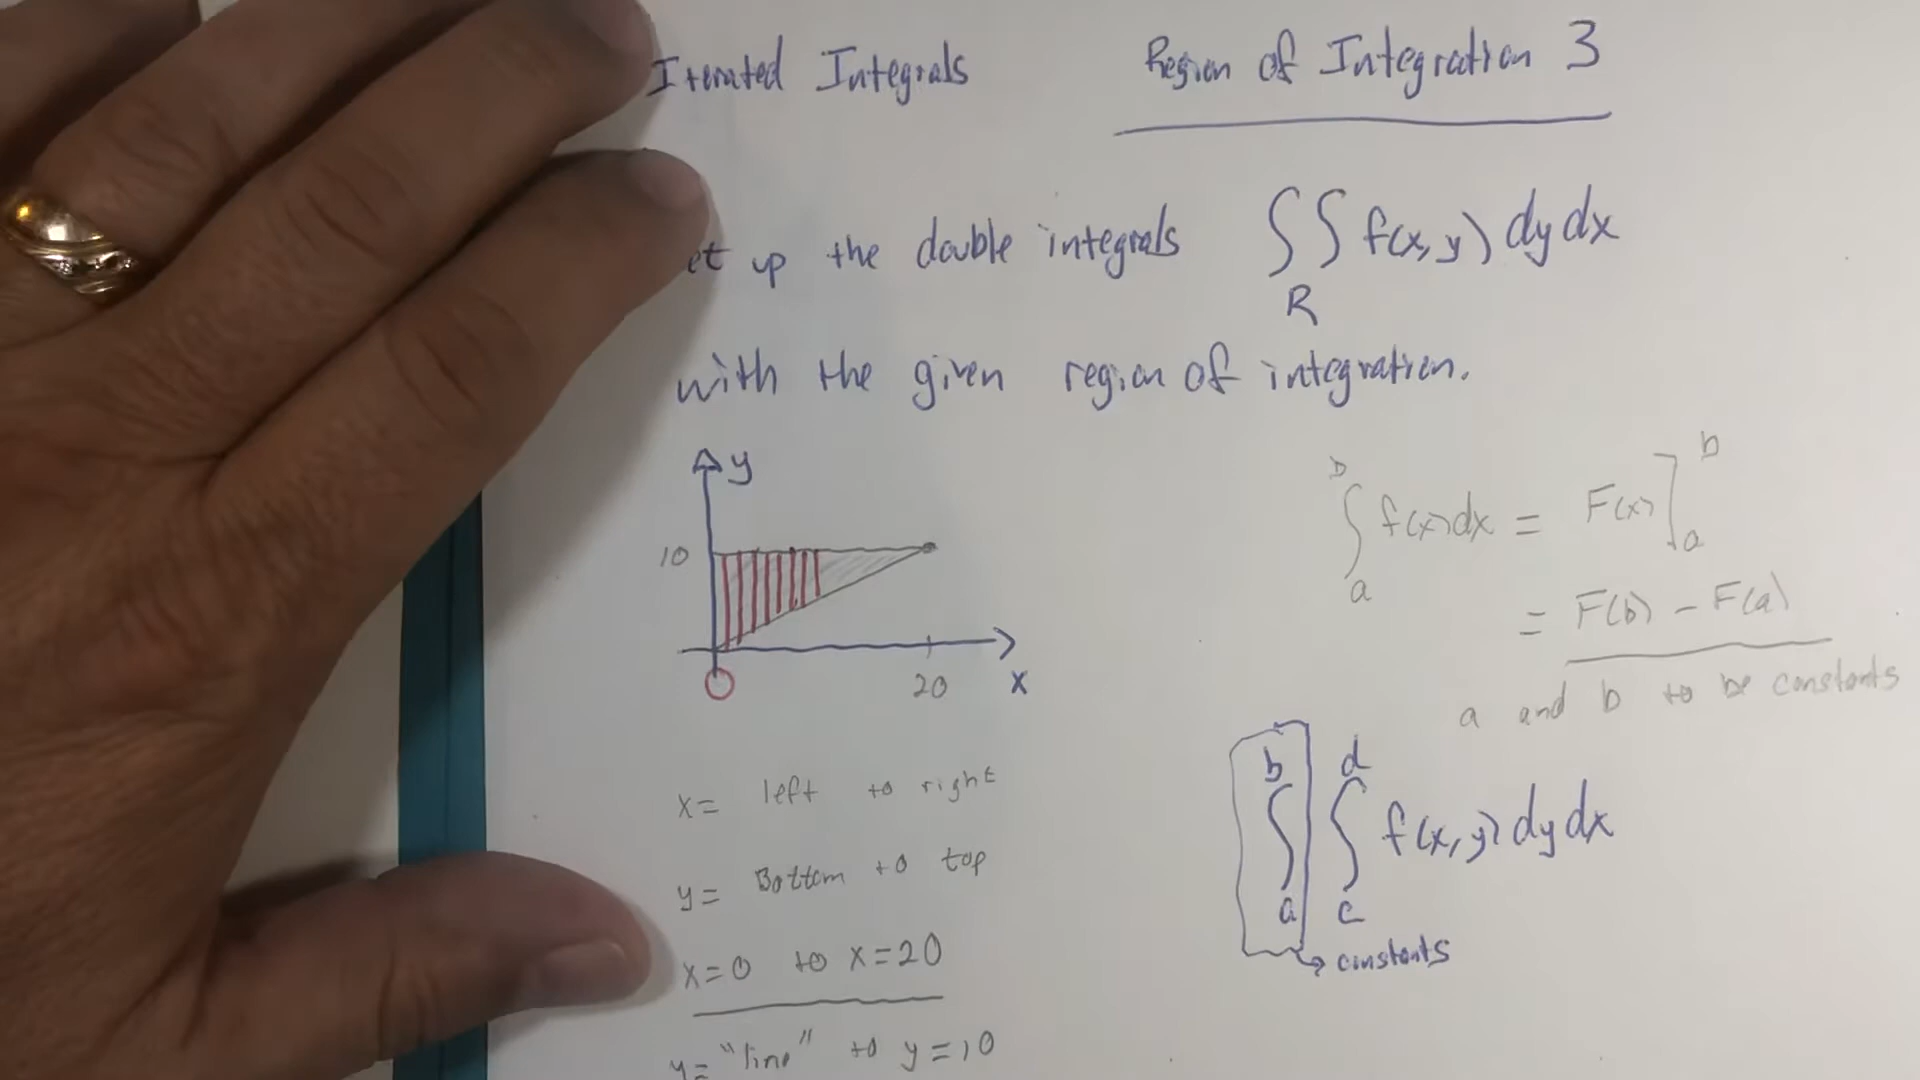 Iterated Integrals
Region of Integration 3
et up the double integrals ∫∫ f(x,y) dy dx
R
with the given region of integration.
y
10
0
20
x
b
∫ f(x)dx = F(x)]
a
b
a
= F(b) - F(a)
a and b to be constants
x= left to right
y= Bottom to top
x=0 to x=20
y= "line" to y=10
b d
∫ ∫ f(x,y) dy dx
a c
→ constants